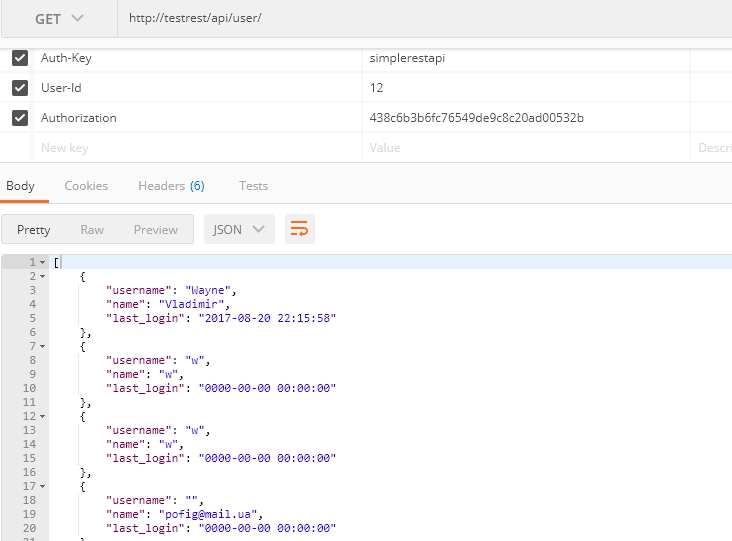 GET http://testrest/api/user/
Auth-Key simplerestapi
User-Id 12
Authorization 438c6b3b6fc76549de9c8c20ad00532b
New key Value Descri
Body Cookies Headers (6) Tests
Pretty Raw Preview JSON
1 [
2 {
3 "username": "Wayne",
4 "name": "Vladimir",
5 "last_login": "2017-08-20 22:15:58"
6 },
7 {
8 "username": "w",
9 "name": "w",
10 "last_login": "0000-00-00 00:00:00"
11 },
12 {
13 "username": "w",
14 "name": "w",
15 "last_login": "0000-00-00 00:00:00"
16 },
17 {
18 "username": "",
19 "name": "pofig@mail.ua",
20 "last_login": "0000-00-00 00:00:00"